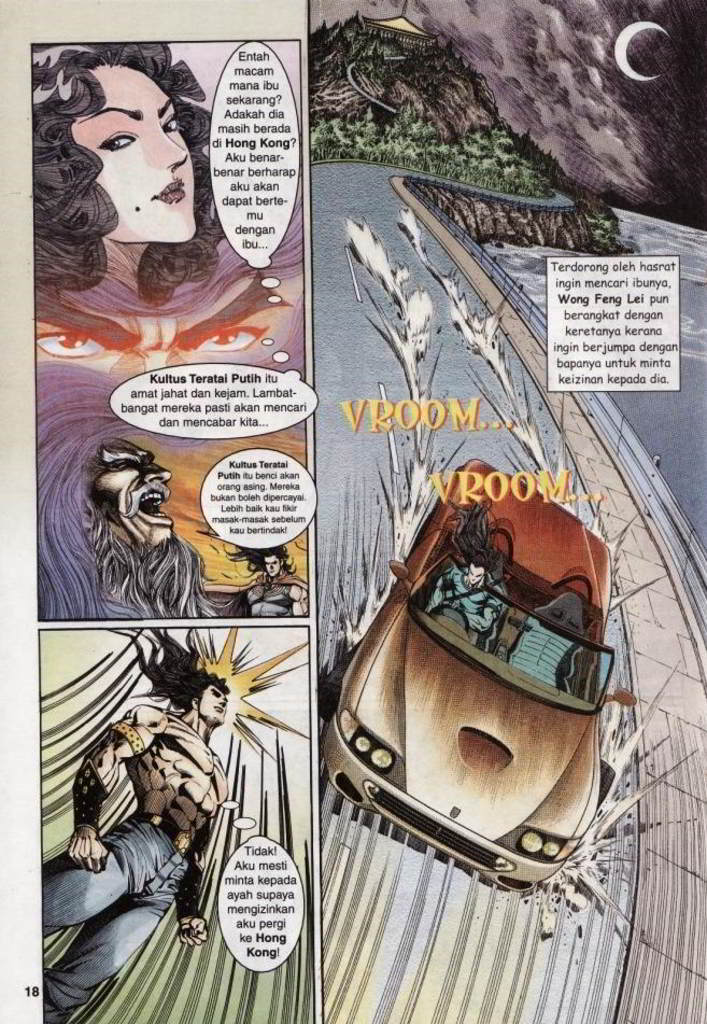 Entah
macam
mana ibu
sekarang?
Adakah dia
masih berada
di Hong Kong?
Aku benar-
benar berharap
aku akan
dapat berte-
mu
dengan
ibu...
Kultus Teratai Putih itu
amat jahat dan kejam. Lambat-
bangat mereka pasti akan mencari
dan mencabar kita...
Kultus Teratai
Putih itu benci akan
orang asing. Mereka
bukan boleh dipercayai.
Lebih baik kau fikir
masak-masak sebelum
kau bertindak!
Tidak!
Aku mesti
minta kepada
ayah supaya
mengizinkan
aku pergi
ke Hong
Kong!
Terdorong oleh hasrat
ingin mencari ibunya,
Wong Feng Lei pun
berangkat dengan
keretanya kerana
ingin berjumpa dengan
bapanya untuk minta
keizinan kepada dia.
VROOM...
VROOM...
18